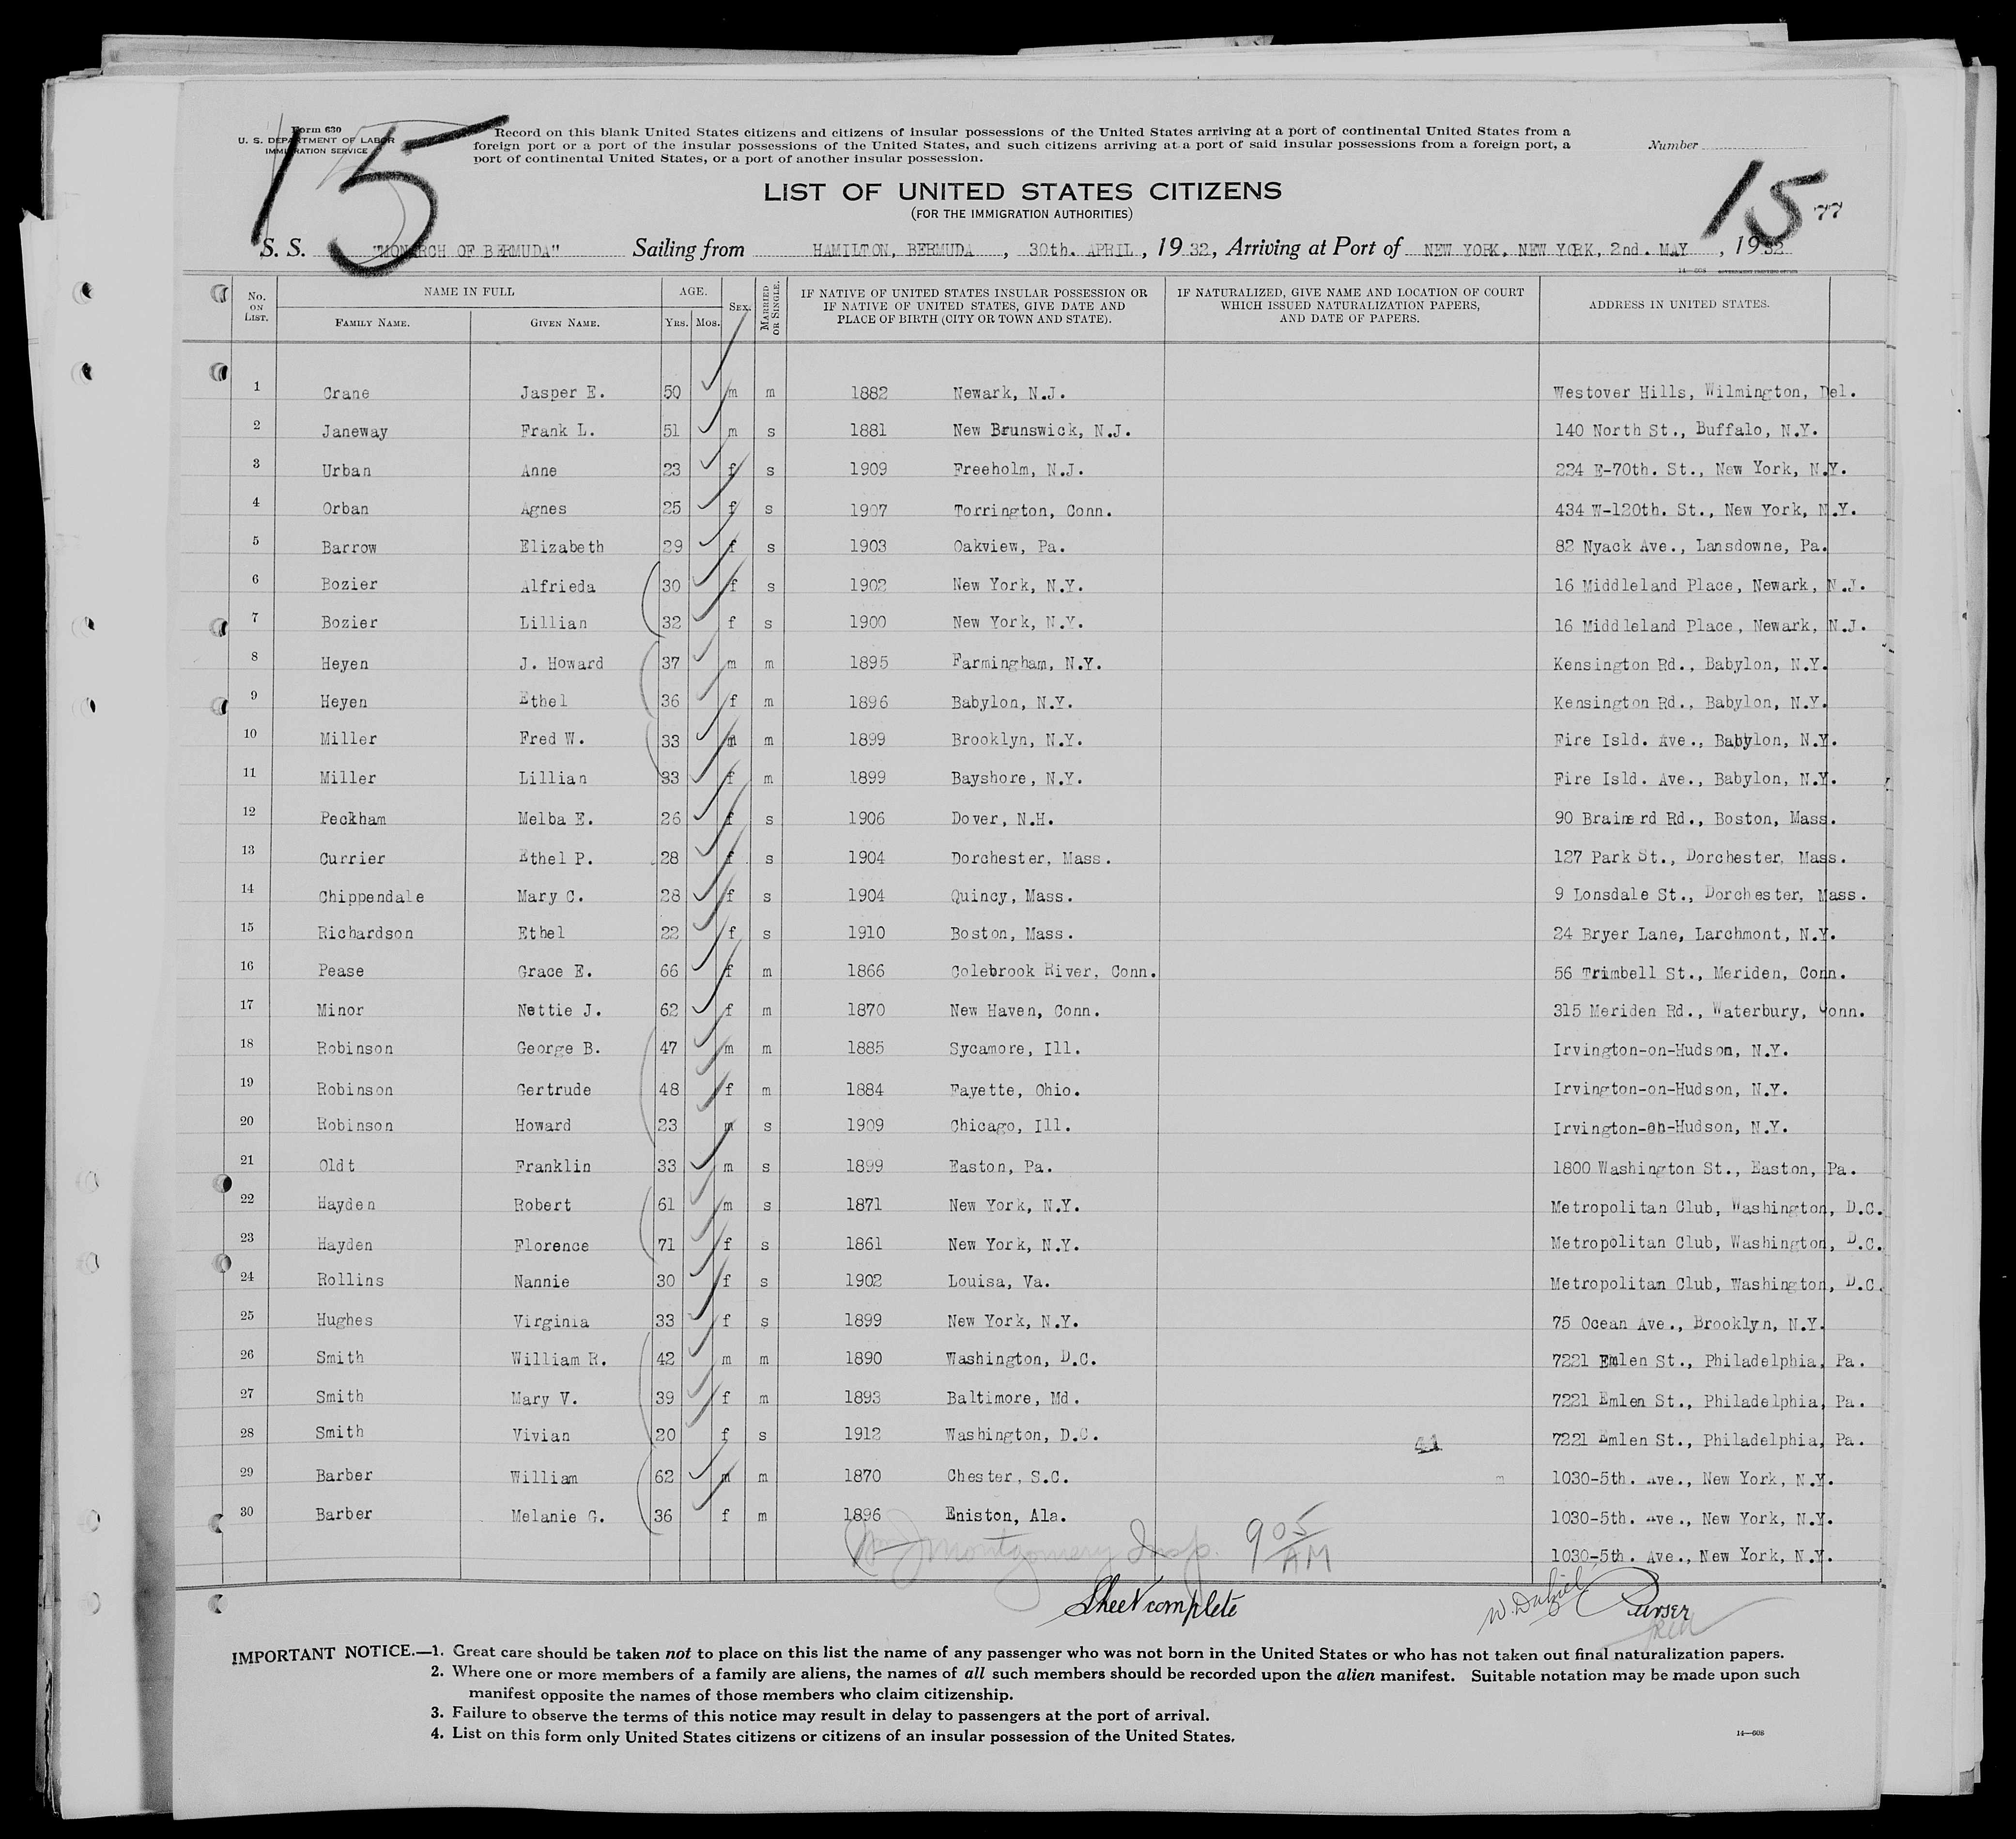 Form 630
U. S. DEPARTMENT OF LABOR
IMMIGRATION SERVICE
15
Record on this blank United States citizens and citizens of insular possessions of the United States arriving at a port of continental United States from a
foreign port or a port of the insular possessions of the United States, and such citizens arriving at a port of said insular possessions from a foreign port, a
port of continental United States, or a port of another insular possession.
Number
15 77
LIST OF UNITED STATES CITIZENS
(FOR THE IMMIGRATION AUTHORITIES)
S. S. "MONARCH OF BERMUDA" Sailing from HAMILTON, BERMUDA, 30th. APRIL, 1932, Arriving at Port of NEW YORK, NEW YORK, 2nd. MAY, 1932
14—608 GOVERNMENT PRINTING OFFICE
No. ON LIST. NAME IN FULL FAMILY NAME. GIVEN NAME. AGE. YRS. MOS. SEX. MARRIED OR SINGLE. IF NATIVE OF UNITED STATES INSULAR POSSESSION OR IF NATIVE OF UNITED STATES, GIVE DATE AND PLACE OF BIRTH (CITY OR TOWN AND STATE). IF NATURALIZED, GIVE NAME AND LOCATION OF COURT WHICH ISSUED NATURALIZATION PAPERS, AND DATE OF PAPERS. ADDRESS IN UNITED STATES.
1 Crane Jasper E. 50 m m 1882 Newark, N.J. Westover Hills, Wilmington, Del.
2 Janeway Frank L. 51 m s 1881 New Brunswick, N.J. 140 North St., Buffalo, N.Y.
3 Urban Anne 23 f s 1909 Freeholm, N.J. 224 E-70th. St., New York, N.Y.
4 Orban Agnes 25 f s 1907 Torrington, Conn. 434 W-120th. St., New York, N.Y.
5 Barrow Elizabeth 29 f s 1903 Oakview, Pa. 82 Nyack Ave., Lansdowne, Pa.
6 Bozier Alfrieda 30 f s 1902 New York, N.Y. 16 Middleland Place, Newark, N.J.
7 Bozier Lillian 32 f s 1900 New York, N.Y. 16 Middleland Place, Newark, N.J.
8 Heyen J. Howard 37 m m 1895 Farmingham, N.Y. Kensington Rd., Babylon, N.Y.
9 Heyen Ethel 36 f m 1896 Babylon, N.Y. Kensington Rd., Babylon, N.Y.
10 Miller Fred W. 33 m m 1899 Brooklyn, N.Y. Fire Isld. Ave., Babylon, N.Y.
11 Miller Lillian 33 f m 1899 Bayshore, N.Y. Fire Isld. Ave., Babylon, N.Y.
12 Peckham Melba E. 26 f s 1906 Dover, N.H. 90 Brainerd Rd., Boston, Mass.
13 Currier Ethel P. 28 f s 1904 Dorchester, Mass. 127 Park St., Dorchester, Mass.
14 Chippendale Mary C. 28 f s 1904 Quincy, Mass. 9 Lonsdale St., Dorchester, Mass.
15 Richardson Ethel 22 f s 1910 Boston, Mass. 24 Bryer Lane, Larchmont, N.Y.
16 Pease Grace E. 66 f m 1866 Colebrook River, Conn. 56 Trimbell St., Meriden, Conn.
17 Minor Nettie J. 62 f m 1870 New Haven, Conn. 315 Meriden Rd., Waterbury, Conn.
18 Robinson George B. 47 m m 1885 Sycamore, Ill. Irvington-on-Hudson, N.Y.
19 Robinson Gertrude 48 f m 1884 Fayette, Ohio. Irvington-on-Hudson, N.Y.
20 Robinson Howard 23 m s 1909 Chicago, Ill. Irvington-on-Hudson, N.Y.
21 Oldt Franklin 33 m s 1899 Easton, Pa. 1800 Washington St., Easton, Pa.
22 Hayden Robert 61 m s 1871 New York, N.Y. Metropolitan Club, Washington, D.C.
23 Hayden Florence 71 f s 1861 New York, N.Y. Metropolitan Club, Washington, D.C.
24 Rollins Nannie 30 f s 1902 Louisa, Va. Metropolitan Club, Washington, D.C.
25 Hughes Virginia 33 f s 1899 New York, N.Y. 75 Ocean Ave., Brooklyn, N.Y.
26 Smith William R. 42 m m 1890 Washington, D.C. 7221 Emlen St., Philadelphia, Pa.
27 Smith Mary V. 39 f m 1893 Baltimore, Md. 7221 Emlen St., Philadelphia, Pa.
28 Smith Vivian 20 f s 1912 Washington, D.C. 7221 Emlen St., Philadelphia, Pa.
29 Barber William 62 m m 1870 Chester, S.C. m 1030-5th. Ave., New York, N.Y.
30 Barber Melanie G. 36 f m 1896 Eniston, Ala. 1030-5th. Ave., New York, N.Y.
Wm J Montgomery Insp. 9 05 AM 1030-5th. Ave., New York, N.Y.
Sheet complete Purser
IMPORTANT NOTICE.—1. Great care should be taken not to place on this list the name of any passenger who was not born in the United States or who has not taken out final naturalization papers.
2. Where one or more members of a family are aliens, the names of all such members should be recorded upon the alien manifest. Suitable notation may be made upon such
manifest opposite the names of those members who claim citizenship.
3. Failure to observe the terms of this notice may result in delay to passengers at the port of arrival.
4. List on this form only United States citizens or citizens of an insular possession of the United States.
14—608